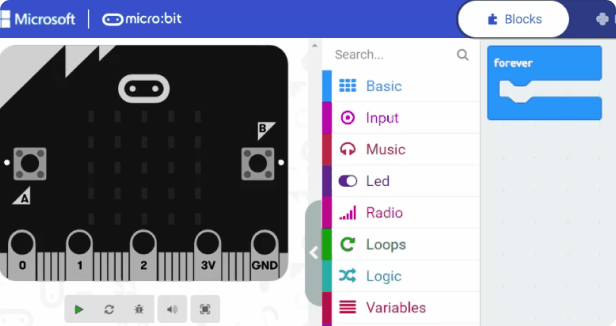 Microsoft
micro:bit
Blocks
Search...
forever
Basic
Input
Music
Led
Radio
Loops
Logic
Variables
B
A
0
1
2
3V
GND